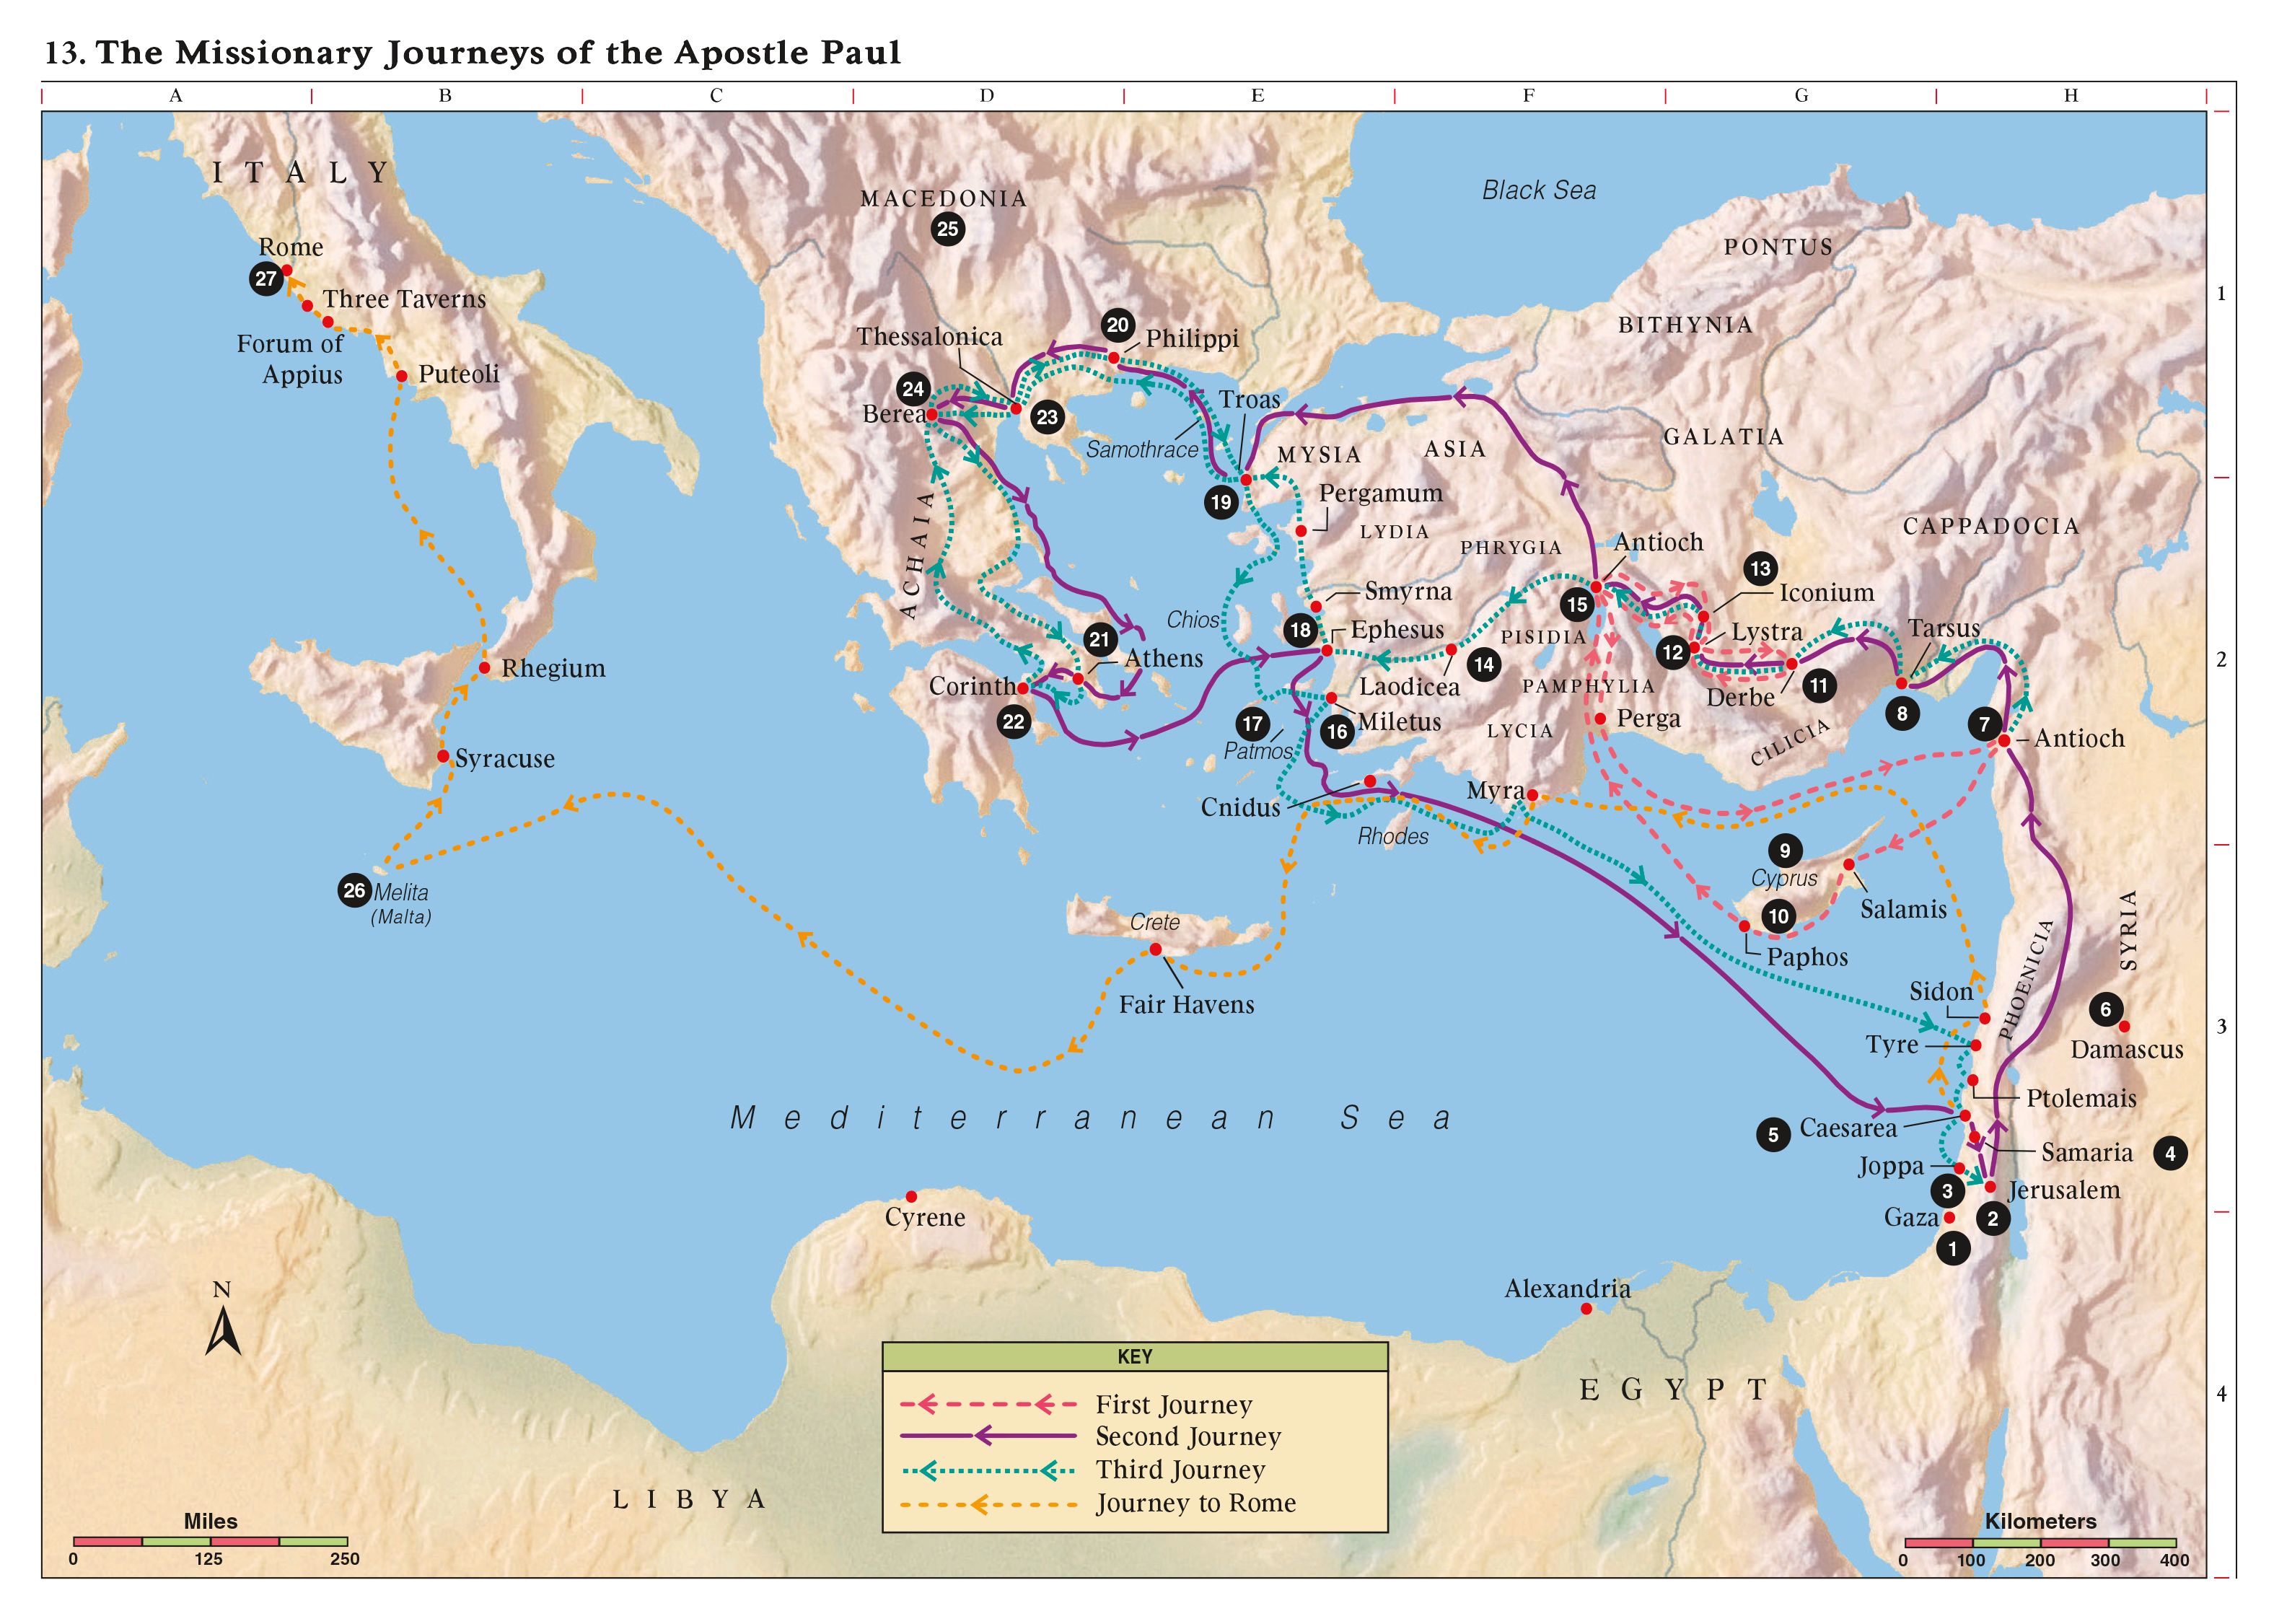 13. The Missionary Journeys of the Apostle Paul
A B C D E F G H
ITALY
MACEDONIA
25
Black Sea
PONTUS
Rome
27
Three Taverns
1
BITHYNIA
20
Philippi
Thessalonica
Forum of
Appius
Puteoli
24
Berea
23
Troas
Samothrace
MYSIA
ASIA
GALATIA
19
Pergamum
LYDIA
CAPPADOCIA
ACHAIA
PHRYGIA
Antioch
13
Iconium
15
Smyrna
Chios
18
Ephesus
PISIDIA
Lystra
Tarsus
12
21
Athens
14
Laodicea
2
Rhegium
Corinth
22
PAMPHYLIA
Derbe
11
8
7
Antioch
17
Patmos
16
Miletus
LYCIA
Perga
CILICIA
Syracuse
Cnidus
Myra
Rhodes
26
Melita
(Malta)
9
Cyprus
10
Salamis
Paphos
Crete
Fair Havens
SYRIA
PHOENICIA
Sidon
6
Damascus
3
Tyre
Ptolemais
Mediterranean Sea
5
Caesarea
Samaria
4
Joppa
3
Jerusalem
Gaza
2
1
Cyrene
Alexandria
N
EGYPT
4
LIBYA
KEY
First Journey
Second Journey
Third Journey
Journey to Rome
Miles
0 125 250
Kilometers
0 100 200 300 400